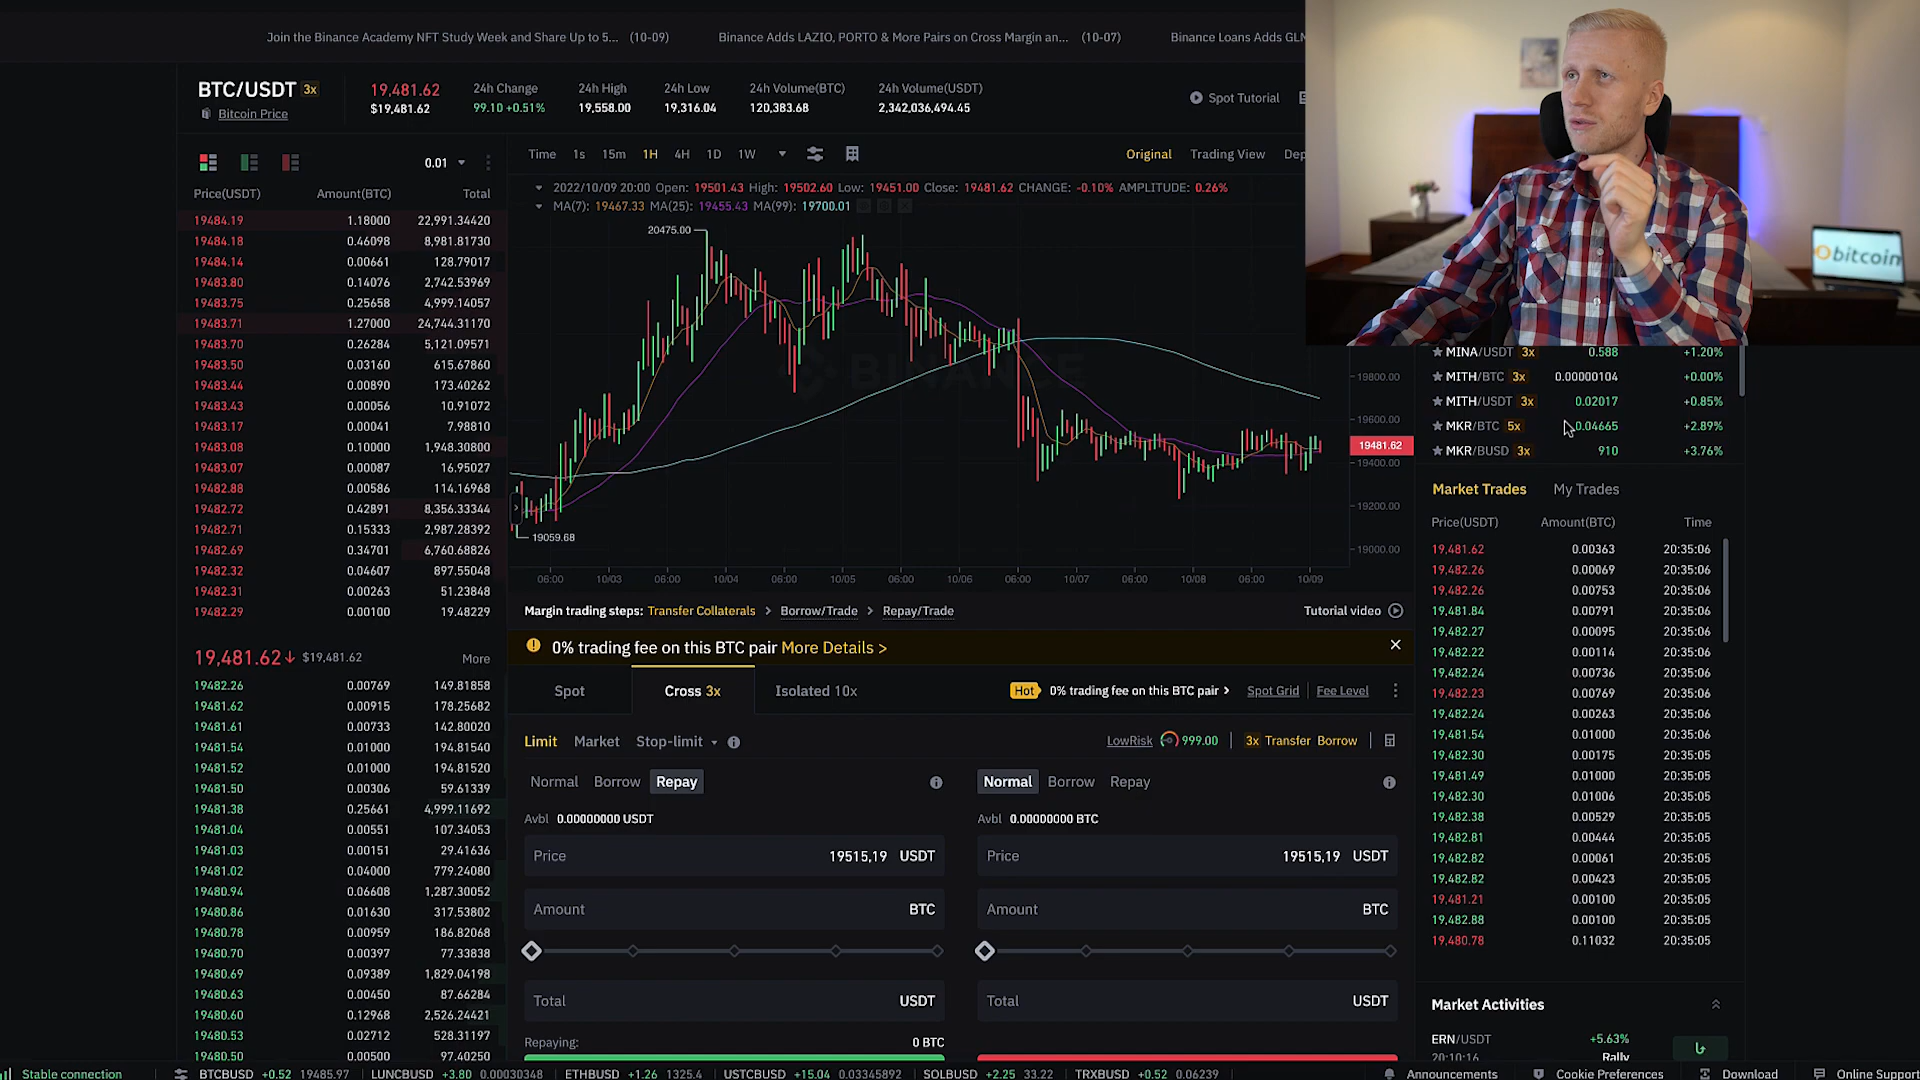 Join the Binance Academy NFT Study Week and Share Up to 5... (10-09)
Binance Adds LAZIO, PORTO & More Pairs on Cross Margin an... (10-07)
Binance Loans Adds GLM
BTC/USDT 3x
Bitcoin Price
19,481.62
$19,481.62
24h Change
99.10 +0.51%
24h High
19,558.00
24h Low
19,316.04
24h Volume(BTC)
120,383.68
24h Volume(USDT)
2,342,036,494.45
Spot Tutorial
0.01
Price(USDT) Amount(BTC) Total
19484.19 1.18000 22,991.34420
19484.18 0.46098 8,981.81730
19484.14 0.00661 128.79017
19483.80 0.14076 2,742.53969
19483.75 0.25658 4,999.14057
19483.71 1.27000 24,744.31170
19483.70 0.26284 5,121.09571
19483.50 0.03160 615.67860
19483.44 0.00890 173.40262
19483.43 0.00056 10.91072
19483.17 0.00041 7.98810
19483.08 0.10000 1,948.30800
19483.07 0.00087 16.95027
19482.88 0.00586 114.16968
19482.72 0.42891 8,356.33344
19482.71 0.15333 2,987.28392
19482.69 0.34701 6,760.68826
19482.32 0.04607 897.55048
19482.31 0.00263 51.23848
19482.29 0.00100 19.48229
19,481.62↓ $19,481.62 More
19482.26 0.00769 149.81858
19481.62 0.00915 178.25682
19481.61 0.00733 142.80020
19481.54 0.01000 194.81540
19481.52 0.01000 194.81520
19481.50 0.00306 59.61339
19481.38 0.25661 4,999.11692
19481.04 0.00551 107.34053
19481.03 0.00151 29.41636
19481.02 0.04000 779.24080
19480.94 0.06608 1,287.30052
19480.86 0.01630 317.53802
19480.78 0.00959 186.82068
19480.70 0.00397 77.33838
19480.69 0.09389 1,829.04198
19480.63 0.00450 87.66284
19480.60 0.12968 2,526.24421
19480.53 0.02712 528.31197
19480.50 0.00500 97.40250
Time 1s 15m 1H 4H 1D 1W
Original Trading View Dep
2022/10/09 20:00 Open: 19501.43 High: 19502.60 Low: 19451.00 Close: 19481.62 CHANGE: -0.10% AMPLITUDE: 0.26%
MA(7): 19467.33 MA(25): 19455.43 MA(99): 19700.01
20475.00
BINANCE
19059.68
19800.00
19600.00
19481.62
19400.00
19200.00
19000.00
06:00 10/03 06:00 10/04 06:00 10/05 06:00 10/06 06:00 10/07 06:00 10/08 06:00 10/09
Margin trading steps: Transfer Collaterals > Borrow/Trade > Repay/Trade
Tutorial video
0% trading fee on this BTC pair More Details >
Spot Cross 3x Isolated 10x
Hot 0% trading fee on this BTC pair > Spot Grid Fee Level
Limit Market Stop-limit
LowRisk 999.00 3x Transfer Borrow
Normal Borrow Repay
Avbl 0.00000000 USDT
Price 19515,19 USDT
Amount BTC
Total USDT
Repaying: 0 BTC
Normal Borrow Repay
Avbl 0.00000000 BTC
Price 19515,19 USDT
Amount BTC
Total USDT
bitcoin
MINA/USDT 3x 0.588 +1.20%
MITH/BTC 3x 0.00000104 +0.00%
MITH/USDT 3x 0.02017 +0.85%
MKR/BTC 5x 0.04665 +2.89%
MKR/BUSD 3x 910 +3.76%
Market Trades My Trades
Price(USDT) Amount(BTC) Time
19,481.62 0.00363 20:35:06
19,482.26 0.00069 20:35:06
19,482.26 0.00753 20:35:06
19,481.84 0.00791 20:35:06
19,482.27 0.00095 20:35:06
19,482.22 0.00114 20:35:06
19,482.24 0.00736 20:35:06
19,482.23 0.00769 20:35:06
19,482.24 0.00263 20:35:06
19,481.54 0.01000 20:35:06
19,482.30 0.00175 20:35:06
19,481.49 0.01000 20:35:05
19,482.30 0.01006 20:35:05
19,482.38 0.00529 20:35:05
19,482.81 0.00444 20:35:05
19,482.82 0.00061 20:35:05
19,482.82 0.00423 20:35:05
19,481.21 0.00100 20:35:05
19,482.88 0.00100 20:35:05
19,480.78 0.11032 20:35:05
Market Activities
ERN/USDT +5.63%
20:10:16 Rally
Stable connection
BTCBUSD +0.52 19485.97 LUNCBUSD +3.80 0.00030348 ETHBUSD +1.26 1325.4 USTCBUSD +15.04 0.03345892 SOLBUSD +2.25 33.22 TRXBUSD +0.52 0.06239
Announcements Cookie Preferences Download Online Support